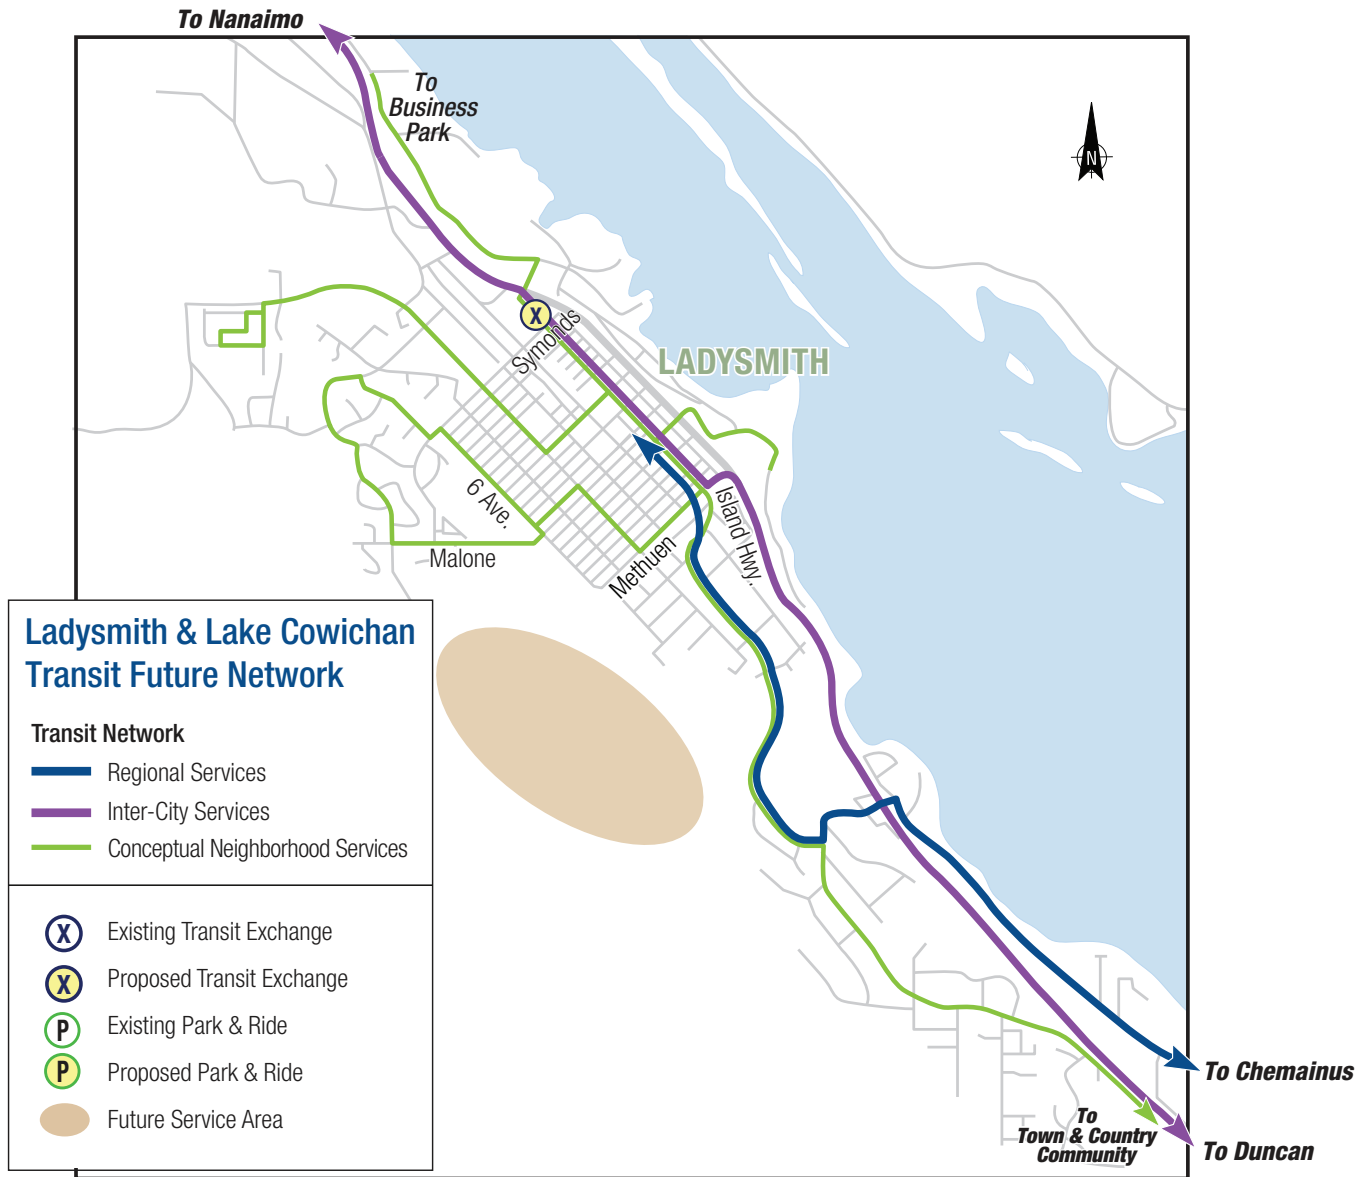 To Nanaimo
To
Business
Park
N
X
Symonds
LADYSMITH
6 Ave.
Island Hwy.
Malone
Methuen
Ladysmith & Lake Cowichan
Transit Future Network
Transit Network
Regional Services
Inter-City Services
Conceptual Neighborhood Services
X Existing Transit Exchange
X Proposed Transit Exchange
P Existing Park & Ride
P Proposed Park & Ride
Future Service Area
To Chemainus
To
Town & Country
Community
To Duncan